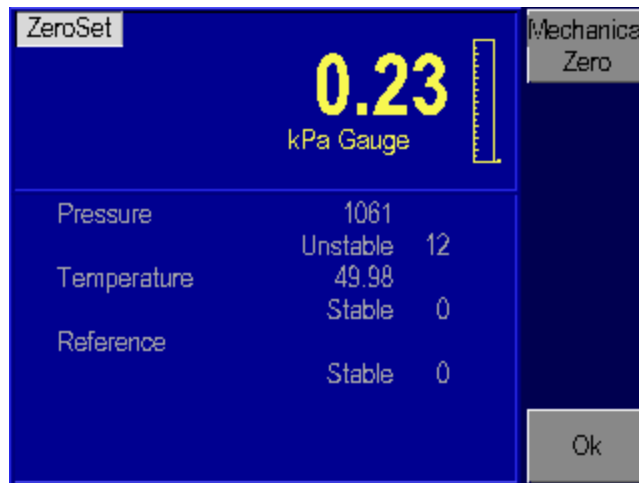 ZeroSet
Mechanica
Zero
0.23
kPa Gauge
Pressure 1061
Unstable 12
Temperature 49.98
Stable 0
Reference
Stable 0
Ok